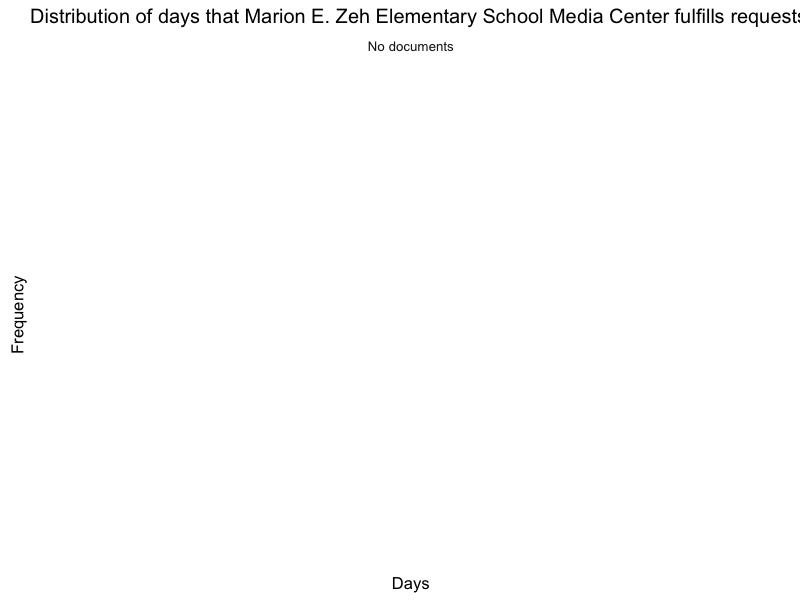 Distribution of days that Marion E. Zeh Elementary School Media Center fulfills requests
No documents
Frequency
Days